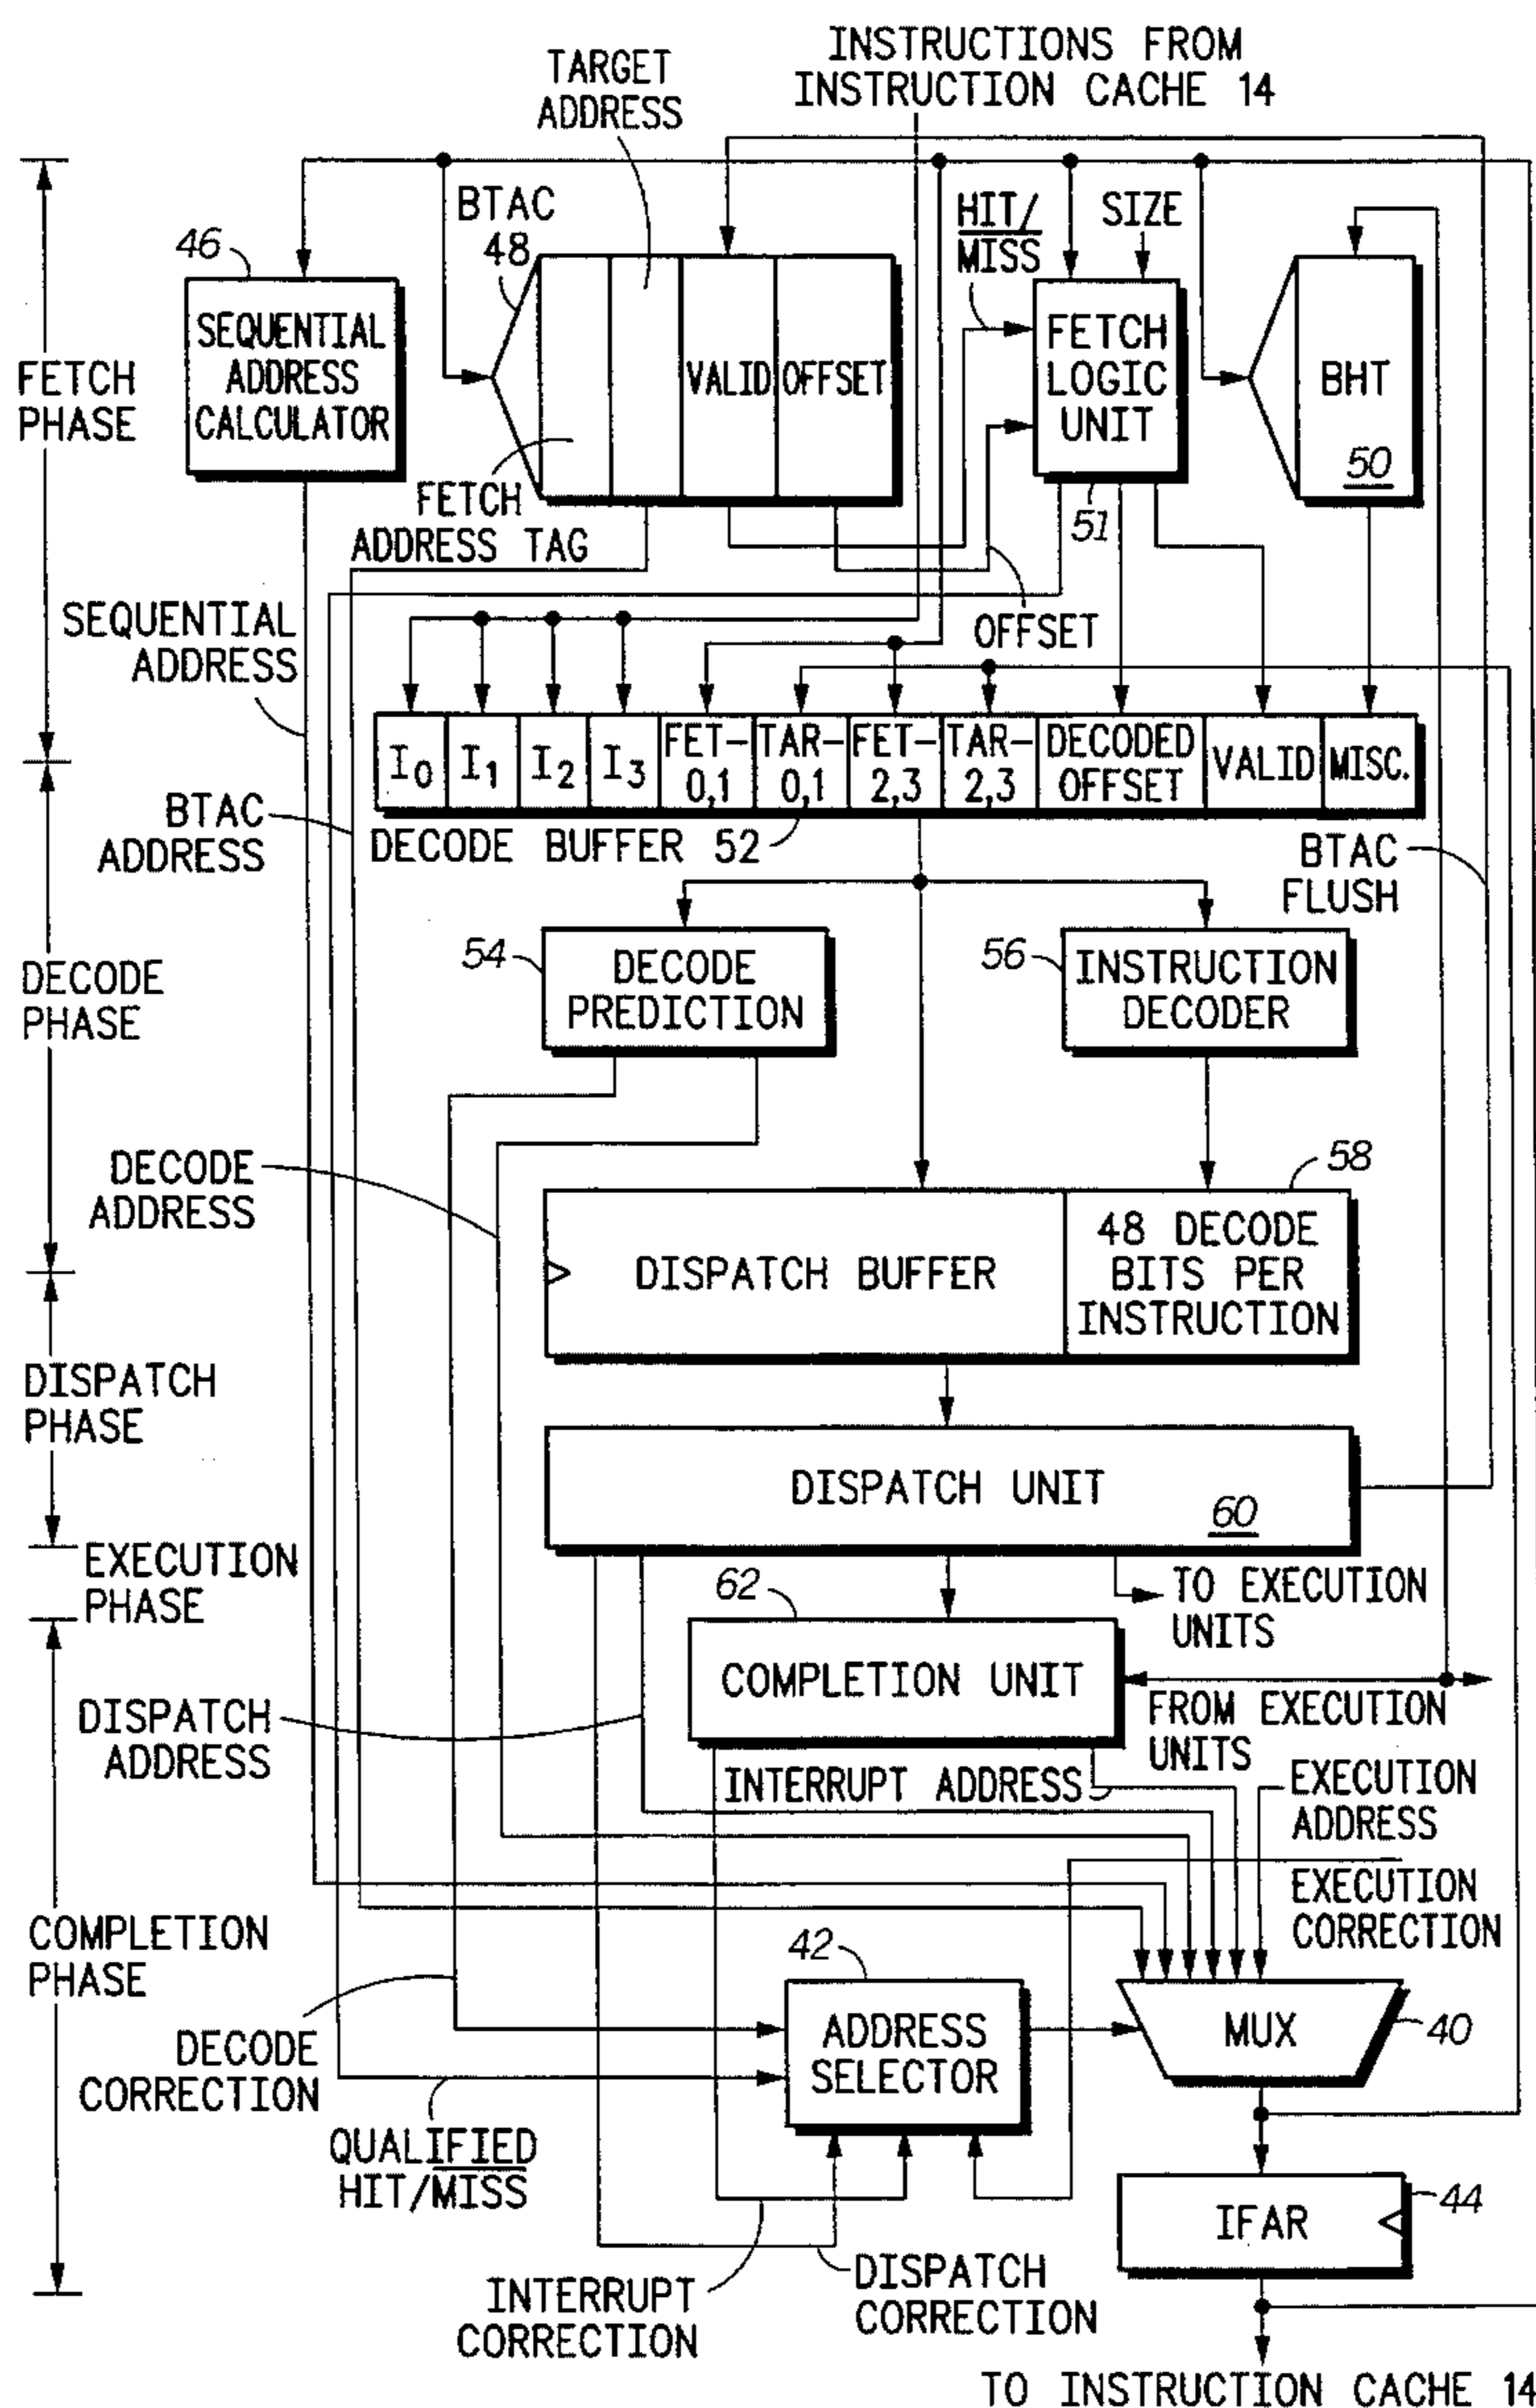 INSTRUCTIONS FROM
INSTRUCTION CACHE 14
TARGET
ADDRESS
BTAC
48
HIT/
MISS
SIZE
46
SEQUENTIAL
ADDRESS
CALCULATOR
VALID
OFFSET
FETCH
LOGIC
UNIT
BHT
50
51
FETCH
PHASE
FETCH
ADDRESS TAG
SEQUENTIAL
ADDRESS
OFFSET
I0
I1
I2
I3
FET-
0,1
TAR-
0,1
FET-
2,3
TAR-
2,3
DECODED
OFFSET
VALID
MISC.
BTAC
ADDRESS
DECODE BUFFER 52
BTAC
FLUSH
54
DECODE
PREDICTION
56
INSTRUCTION
DECODER
DECODE
PHASE
DECODE
ADDRESS
58
DISPATCH BUFFER
48 DECODE
BITS PER
INSTRUCTION
DISPATCH
PHASE
DISPATCH UNIT
60
EXECUTION
PHASE
TO EXECUTION
UNITS
62
COMPLETION UNIT
FROM EXECUTION
UNITS
DISPATCH
ADDRESS
INTERRUPT ADDRESS
EXECUTION
ADDRESS
EXECUTION
CORRECTION
COMPLETION
PHASE
42
ADDRESS
SELECTOR
MUX
40
DECODE
CORRECTION
QUALIFIED
HIT/MISS
IFAR
44
INTERRUPT
CORRECTION
DISPATCH
CORRECTION
TO INSTRUCTION CACHE 14